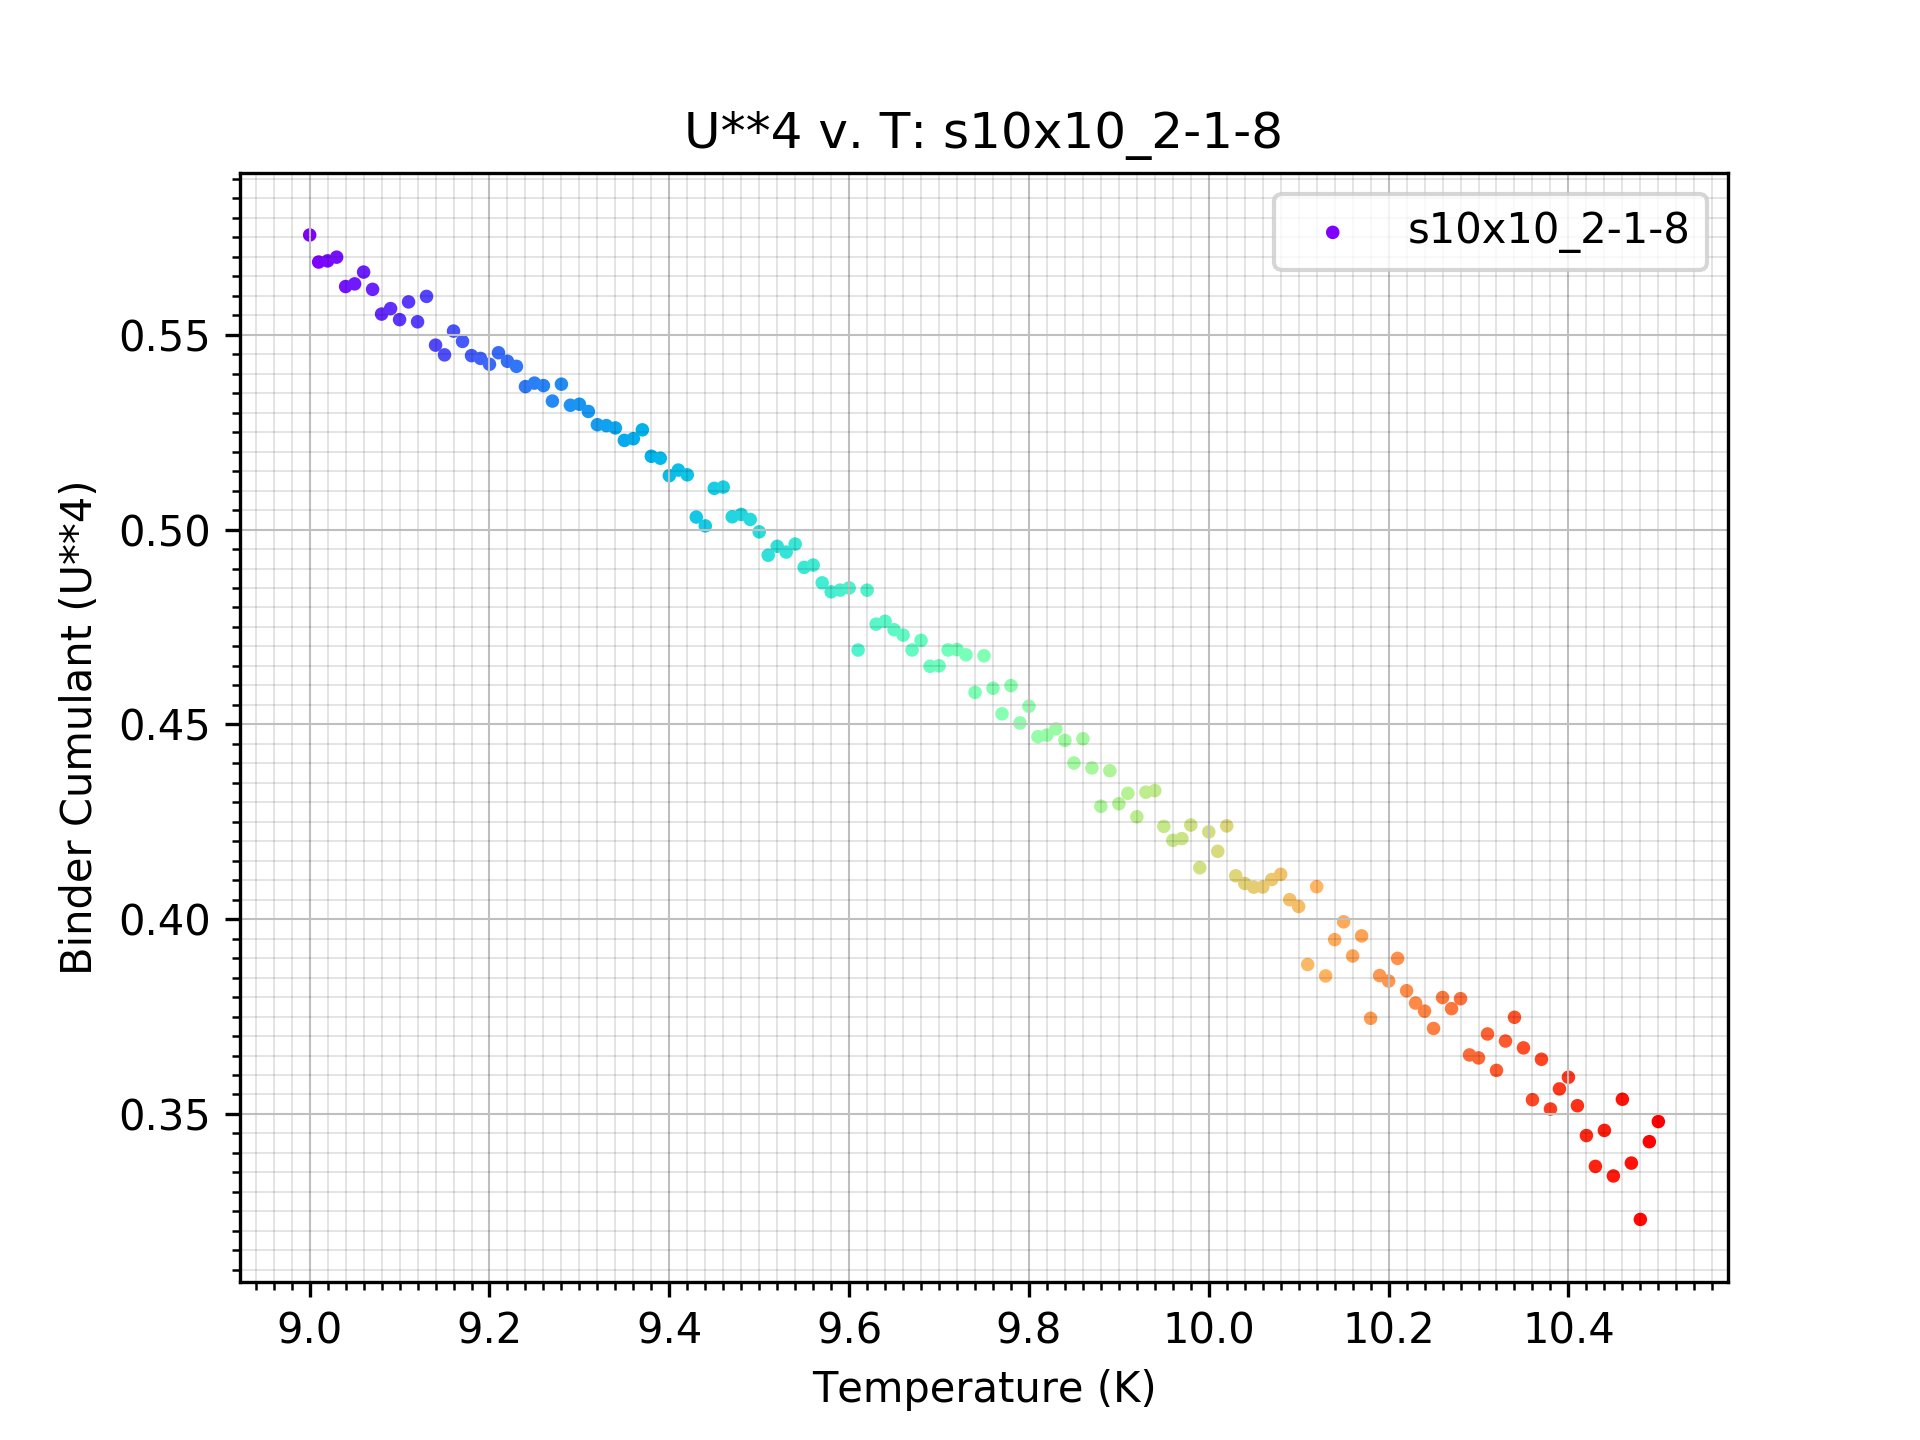 U**4 v. T: s10x10_2-1-8
s10x10_2-1-8
Binder Cumulant (U**4)
0.55
0.50
0.45
0.40
0.35
9.0 9.2 9.4 9.6 9.8 10.0 10.2 10.4
Temperature (K)